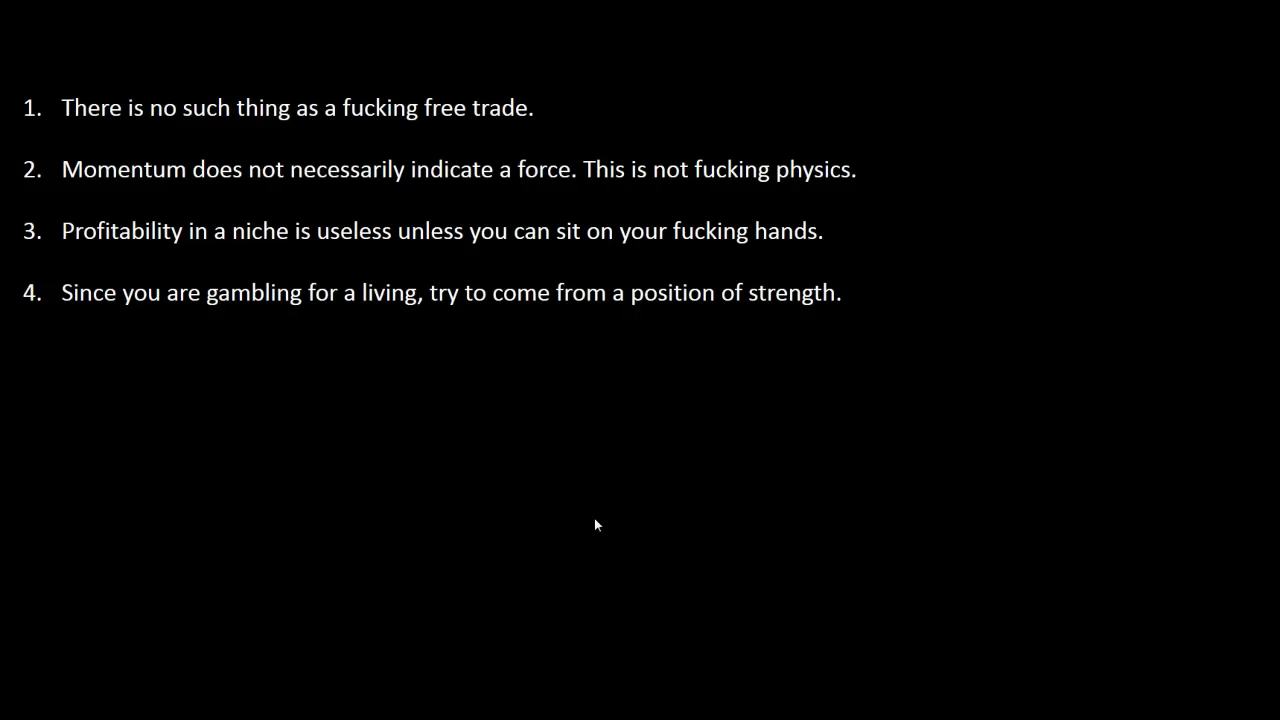 1. There is no such thing as a fucking free trade.
2. Momentum does not necessarily indicate a force. This is not fucking physics.
3. Profitability in a niche is useless unless you can sit on your fucking hands.
4. Since you are gambling for a living, try to come from a position of strength.